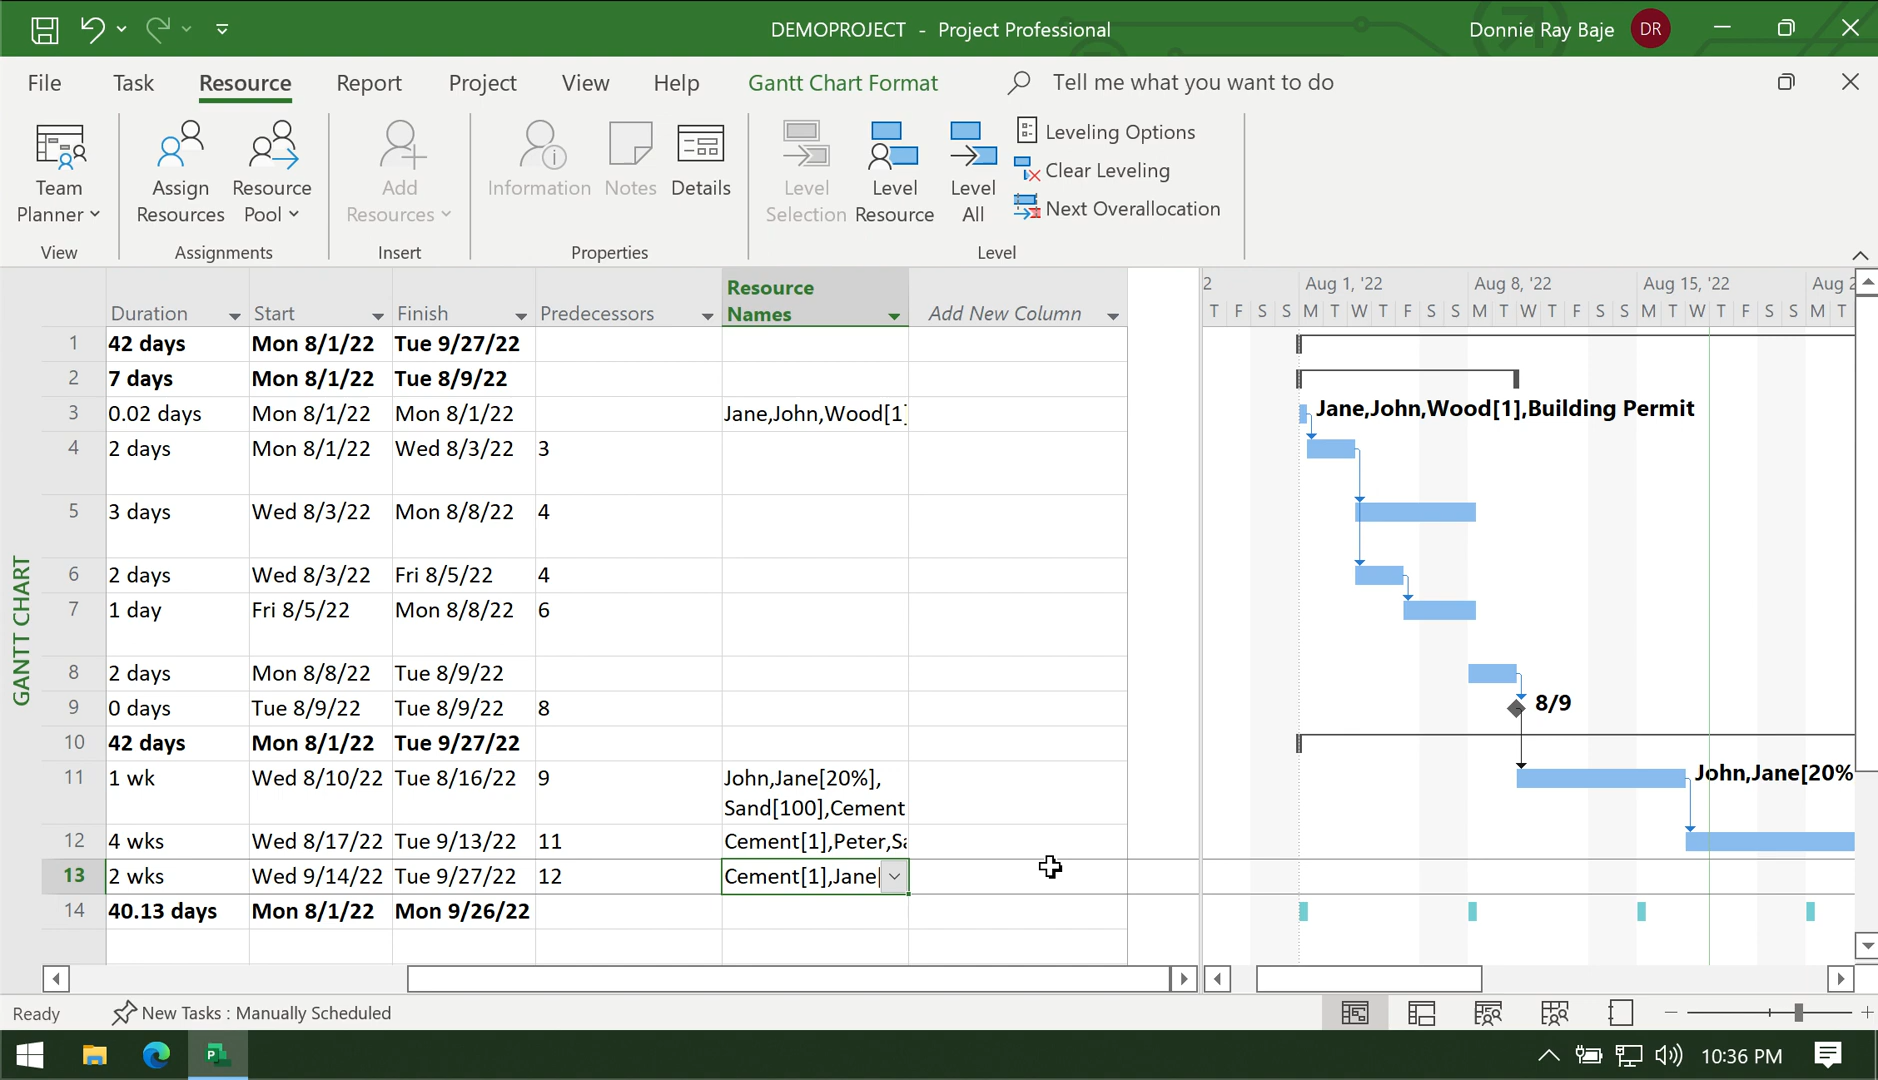 DEMOPROJECT - Project Professional
Donnie Ray Baje DR
File Task Resource Report Project View Help Gantt Chart Format Tell me what you want to do
Team Planner
View
Assign Resources
Resource Pool
Assignments
Add Resources
Insert
Information Notes Details
Properties
Level Selection
Level Resource
Level All
Leveling Options
Clear Leveling
Next Overallocation
Level
GANTT CHART
Duration Start Finish Predecessors Resource Names Add New Column
1 42 days Mon 8/1/22 Tue 9/27/22
2 7 days Mon 8/1/22 Tue 8/9/22
3 0.02 days Mon 8/1/22 Mon 8/1/22 Jane,John,Wood[1]
4 2 days Mon 8/1/22 Wed 8/3/22 3
5 3 days Wed 8/3/22 Mon 8/8/22 4
6 2 days Wed 8/3/22 Fri 8/5/22 4
7 1 day Fri 8/5/22 Mon 8/8/22 6
8 2 days Mon 8/8/22 Tue 8/9/22
9 0 days Tue 8/9/22 Tue 8/9/22 8
10 42 days Mon 8/1/22 Tue 9/27/22
11 1 wk Wed 8/10/22 Tue 8/16/22 9 John,Jane[20%],
Sand[100],Cement
12 4 wks Wed 8/17/22 Tue 9/13/22 11 Cement[1],Peter,Sa
13 2 wks Wed 9/14/22 Tue 9/27/22 12 Cement[1],Jane[
14 40.13 days Mon 8/1/22 Mon 9/26/22
2 Aug 1, '22 Aug 8, '22 Aug 15, '22 Aug 2
T F S S M T W T F S S M T W T F S S M T W T F S S M T
Jane,John,Wood[1],Building Permit
8/9
John,Jane[20%
Ready New Tasks : Manually Scheduled
10:36 PM